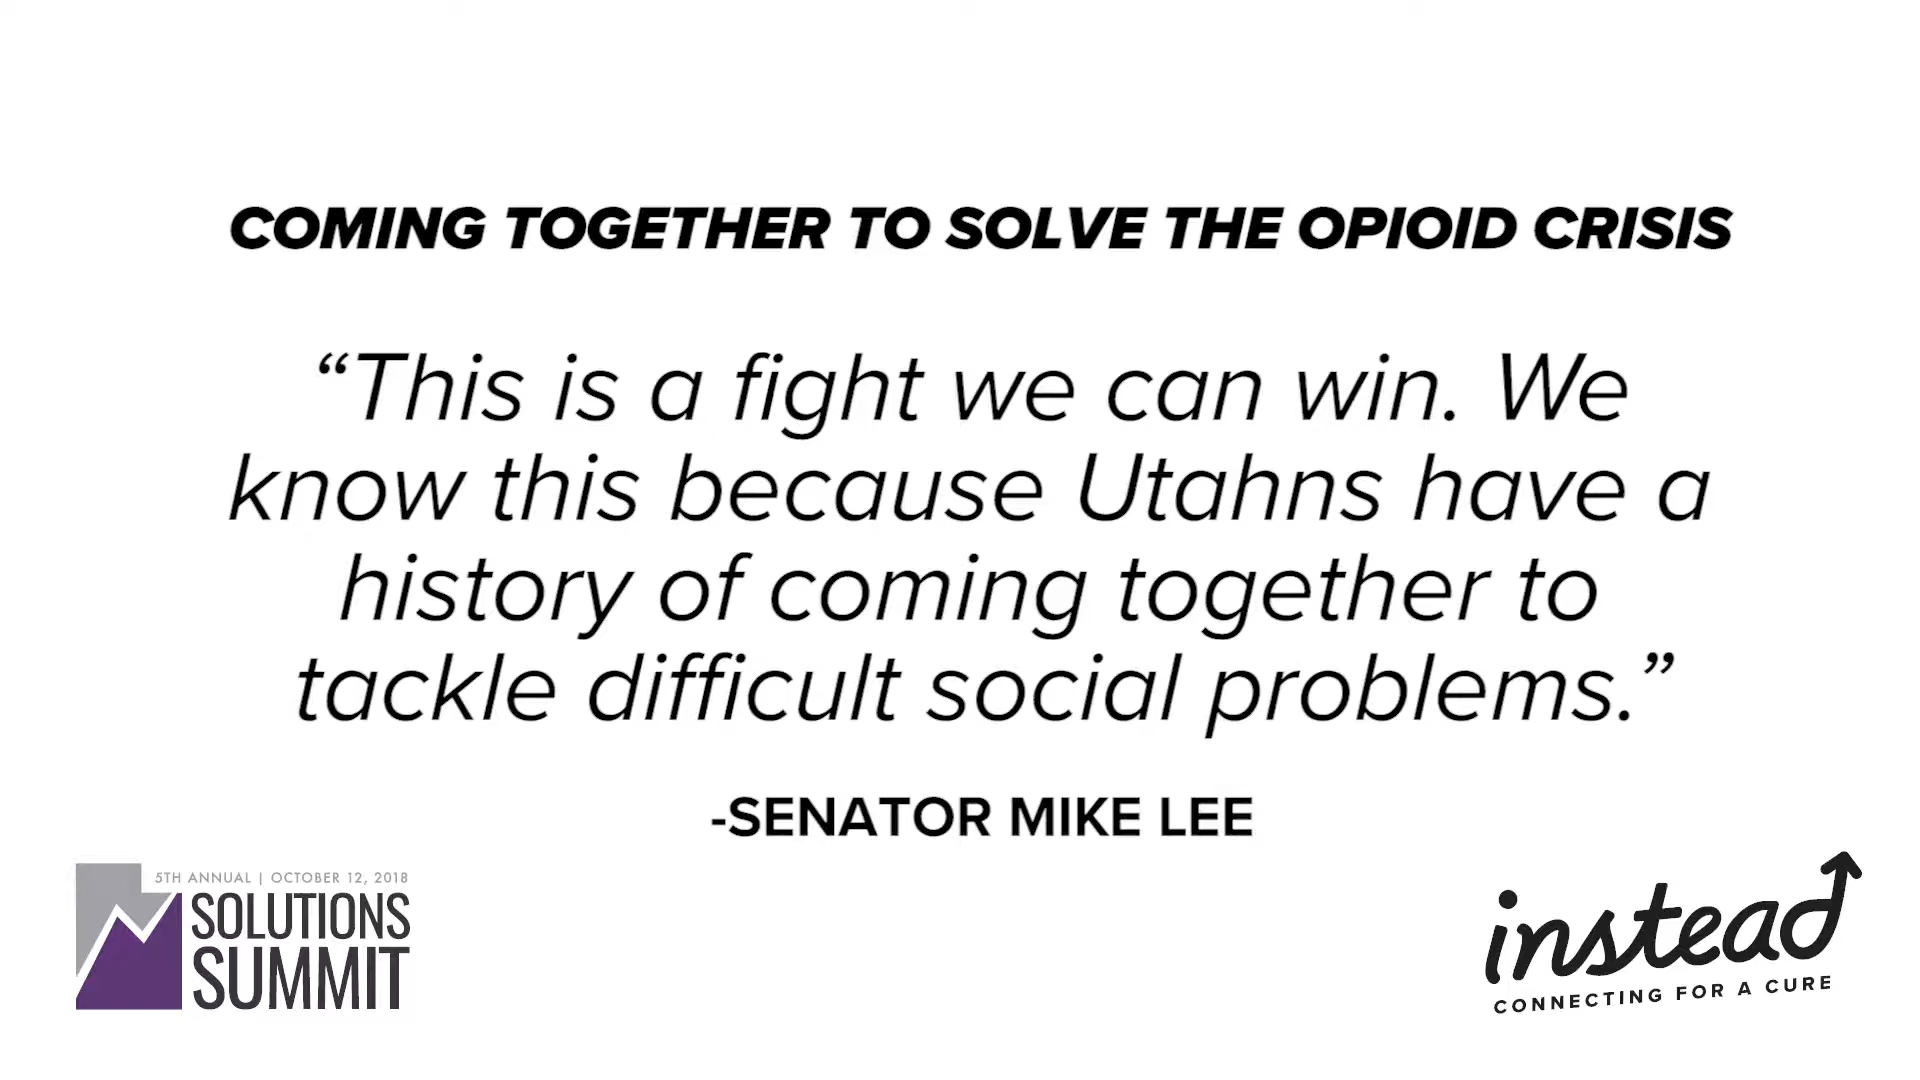 COMING TOGETHER TO SOLVE THE OPIOID CRISIS
“This is a fight we can win. We
know this because Utahns have a
history of coming together to
tackle difficult social problems.”
-SENATOR MIKE LEE
5TH ANNUAL | OCTOBER 12, 2018
SOLUTIONS
SUMMIT
instead
CONNECTING FOR A CURE